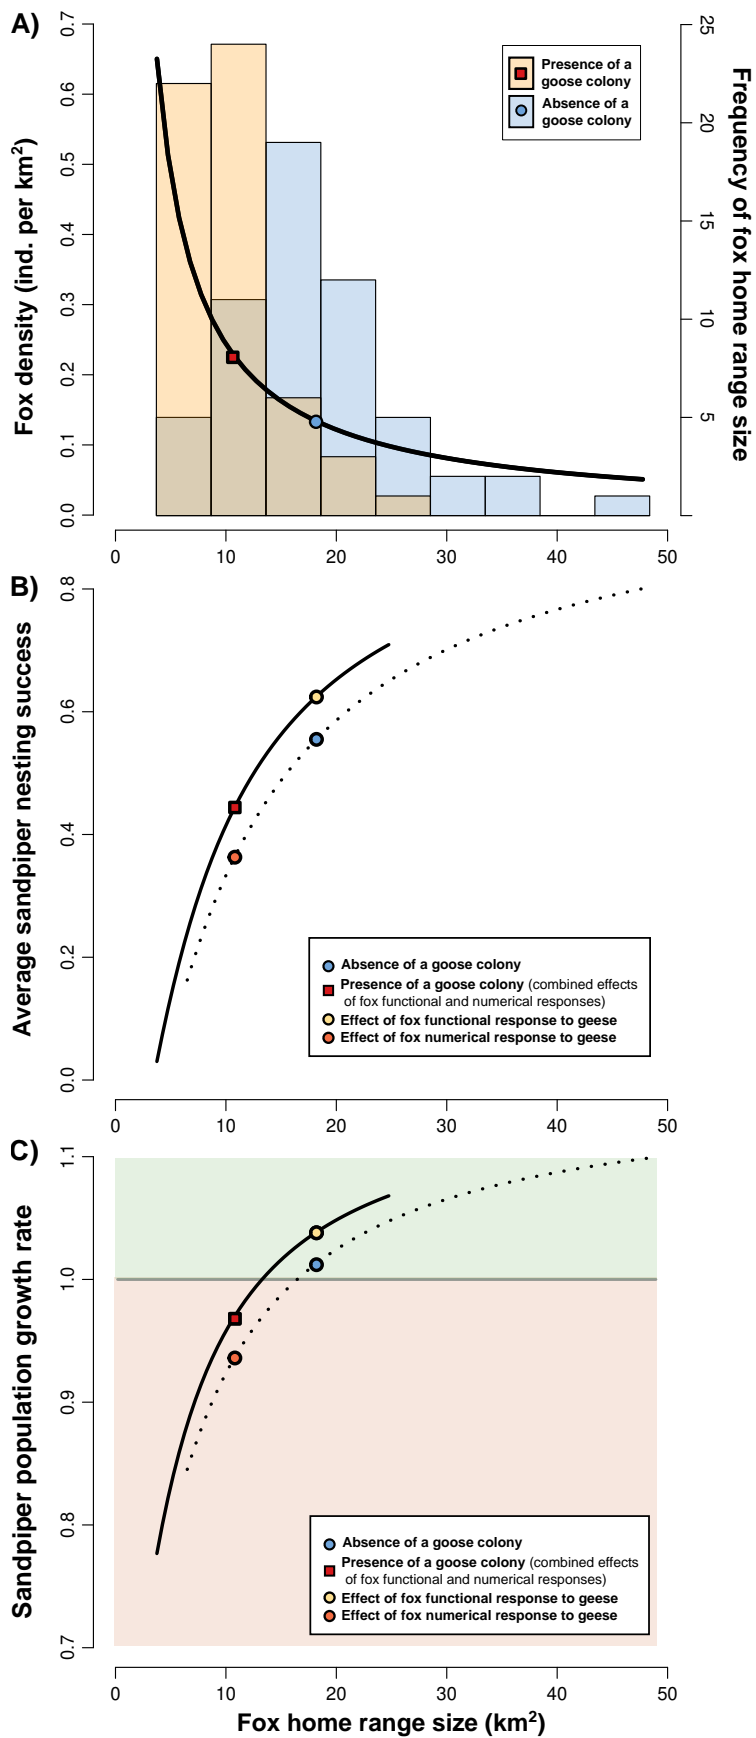 A)
Fox density (ind. per km²)
0.0
0.1
0.2
0.3
0.4
0.5
0.6
0.7
Presence of a
goose colony
Absence of a
goose colony
5
10
15
20
25
Frequency of fox home range size
0 10 20 30 40 50
B)
Average sandpiper nesting success
0.0
0.2
0.4
0.6
0.8
Absence of a goose colony
Presence of a goose colony (combined effects
of fox functional and numerical responses)
Effect of fox functional response to geese
Effect of fox numerical response to geese
0 10 20 30 40 50
C)
Sandpiper population growth rate
0.7
0.8
0.9
1.0
1.1
Absence of a goose colony
Presence of a goose colony (combined effects
of fox functional and numerical responses)
Effect of fox functional response to geese
Effect of fox numerical response to geese
0 10 20 30 40 50
Fox home range size (km²)